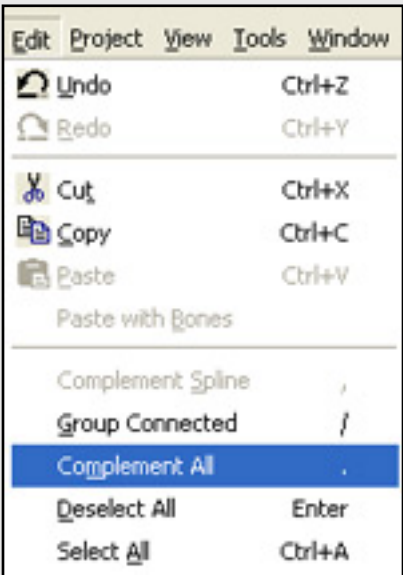 Edit Project View Tools Window
Undo Ctrl+Z
Redo Ctrl+Y
Cut Ctrl+X
Copy Ctrl+C
Paste Ctrl+V
Paste with Bones
Complement Spline ,
Group Connected /
Complement All .
Deselect All Enter
Select All Ctrl+A